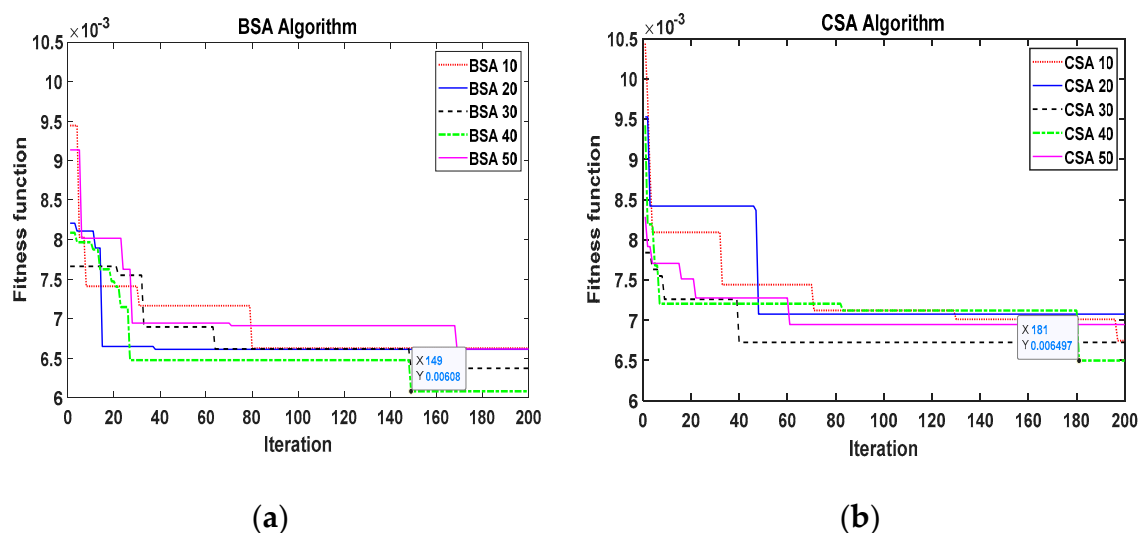 BSA Algorithm
×10⁻³
10.5
10
9.5
9
8.5
8
7.5
7
6.5
6
Fitness function
BSA 10
BSA 20
BSA 30
BSA 40
BSA 50
X 149
Y 0.00608
0 20 40 60 80 100 120 140 160 180 200
Iteration
(a)
CSA Algorithm
×10⁻³
10.5
10
9.5
9
8.5
8
7.5
7
6.5
6
Fitness function
CSA 10
CSA 20
CSA 30
CSA 40
CSA 50
X 181
Y 0.006497
0 20 40 60 80 100 120 140 160 180 200
Iteration
(b)